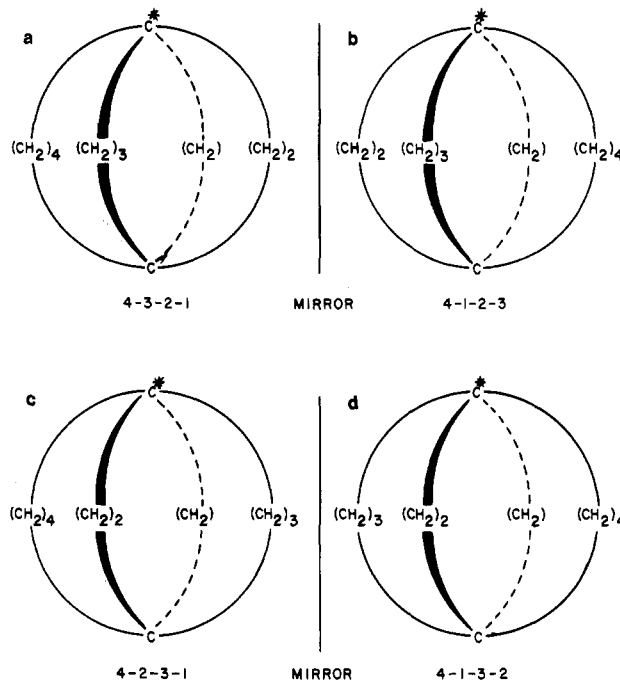 a
C*
b
C*
(CH2)4 (CH2)3 (CH2) (CH2)2
(CH2)2 (CH2)3 (CH2) (CH2)4
C
C
4-3-2-1 MIRROR 4-1-2-3
c
C*
d
C*
(CH2)4 (CH2)2 (CH2) (CH2)3
(CH2)3 (CH2)2 (CH2) (CH2)4
C
C
4-2-3-1 MIRROR 4-1-3-2